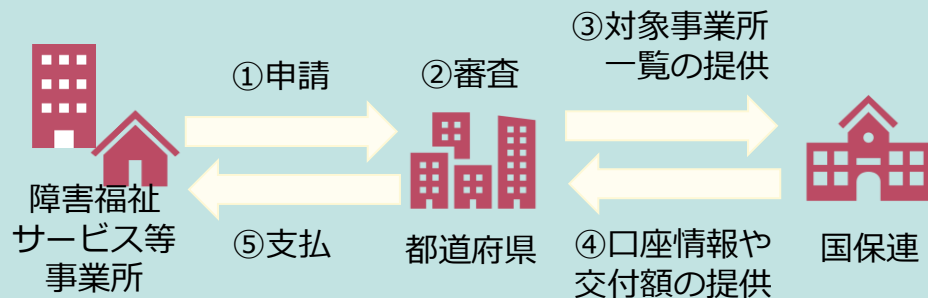 ③対象事業所
一覧の提供
①申請
②審査
障害福祉
サービス等
事業所
⑤支払
都道府県
④口座情報や
交付額の提供
国保連